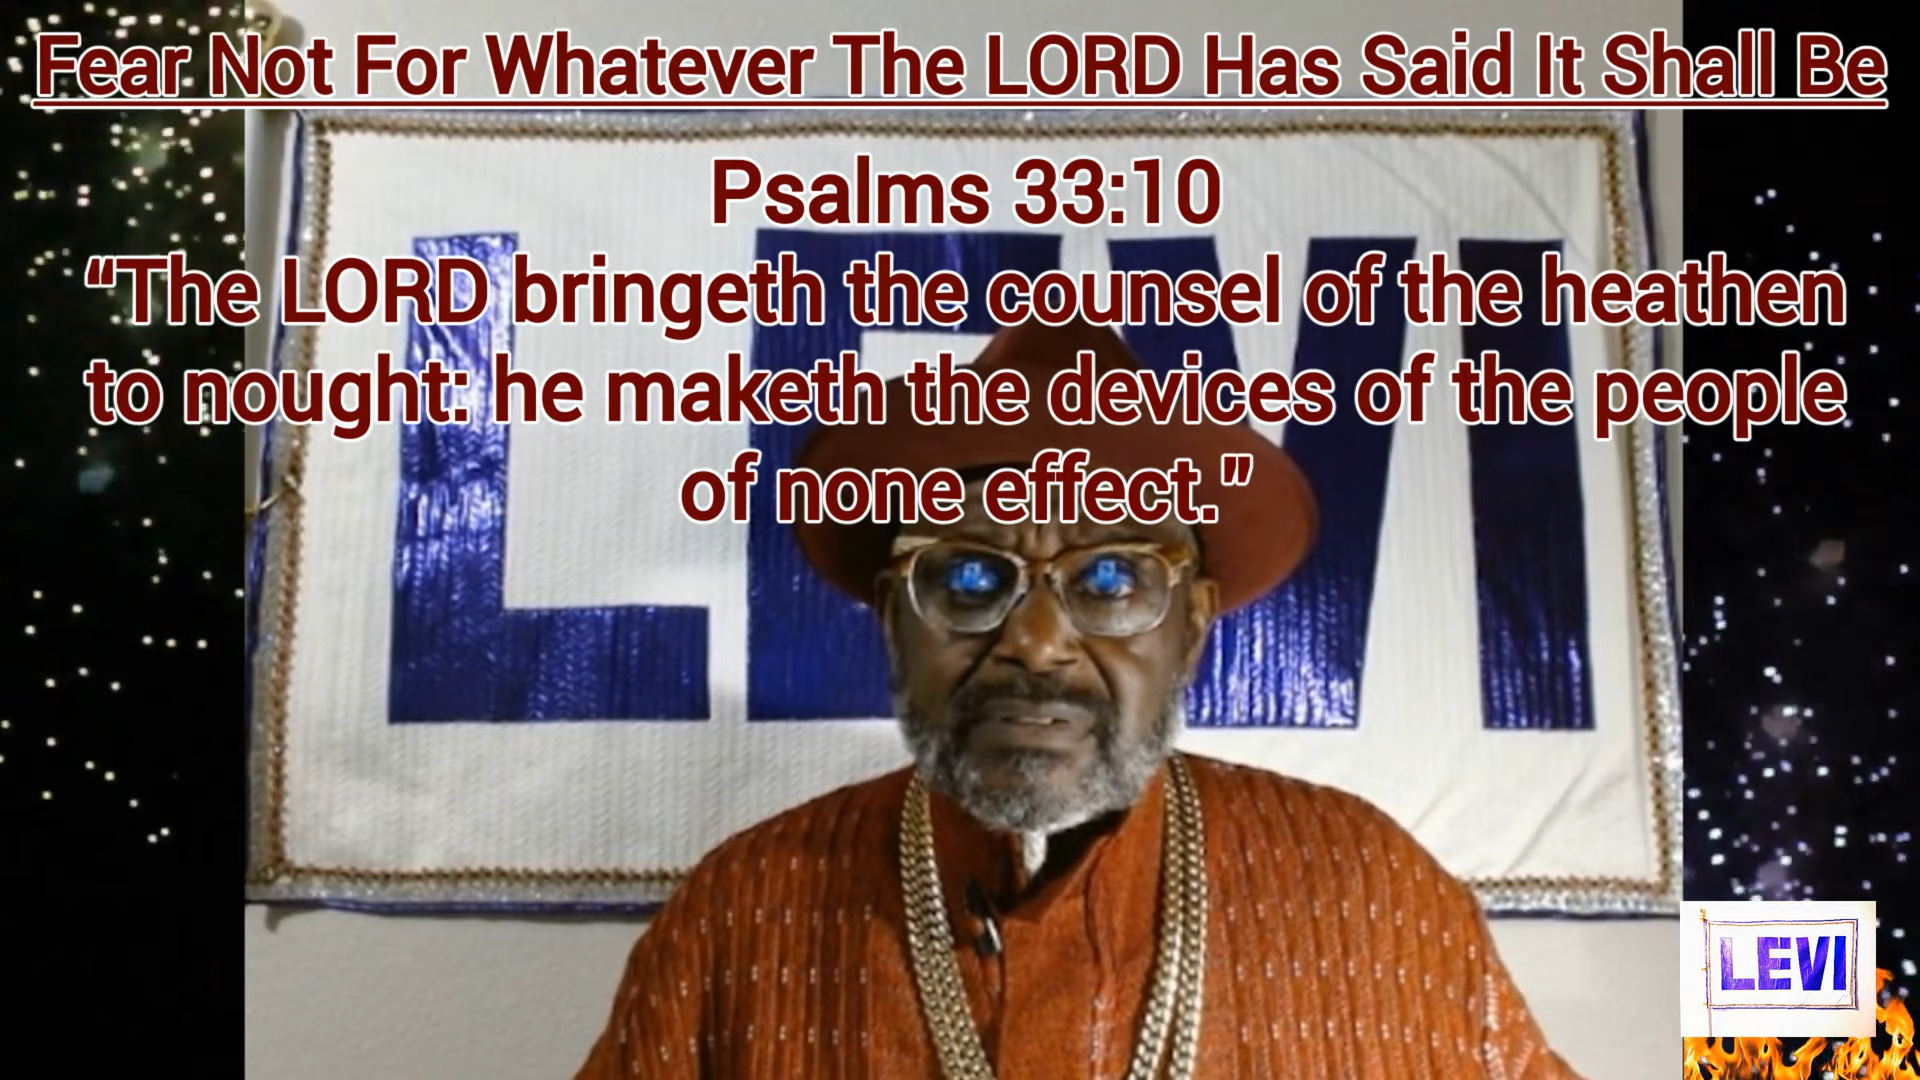 Fear Not For Whatever The LORD Has Said It Shall Be
Psalms 33:10
“The LORD bringeth the counsel of the heathen
to nought: he maketh the devices of the people
of none effect.”
LEVI
LEVI